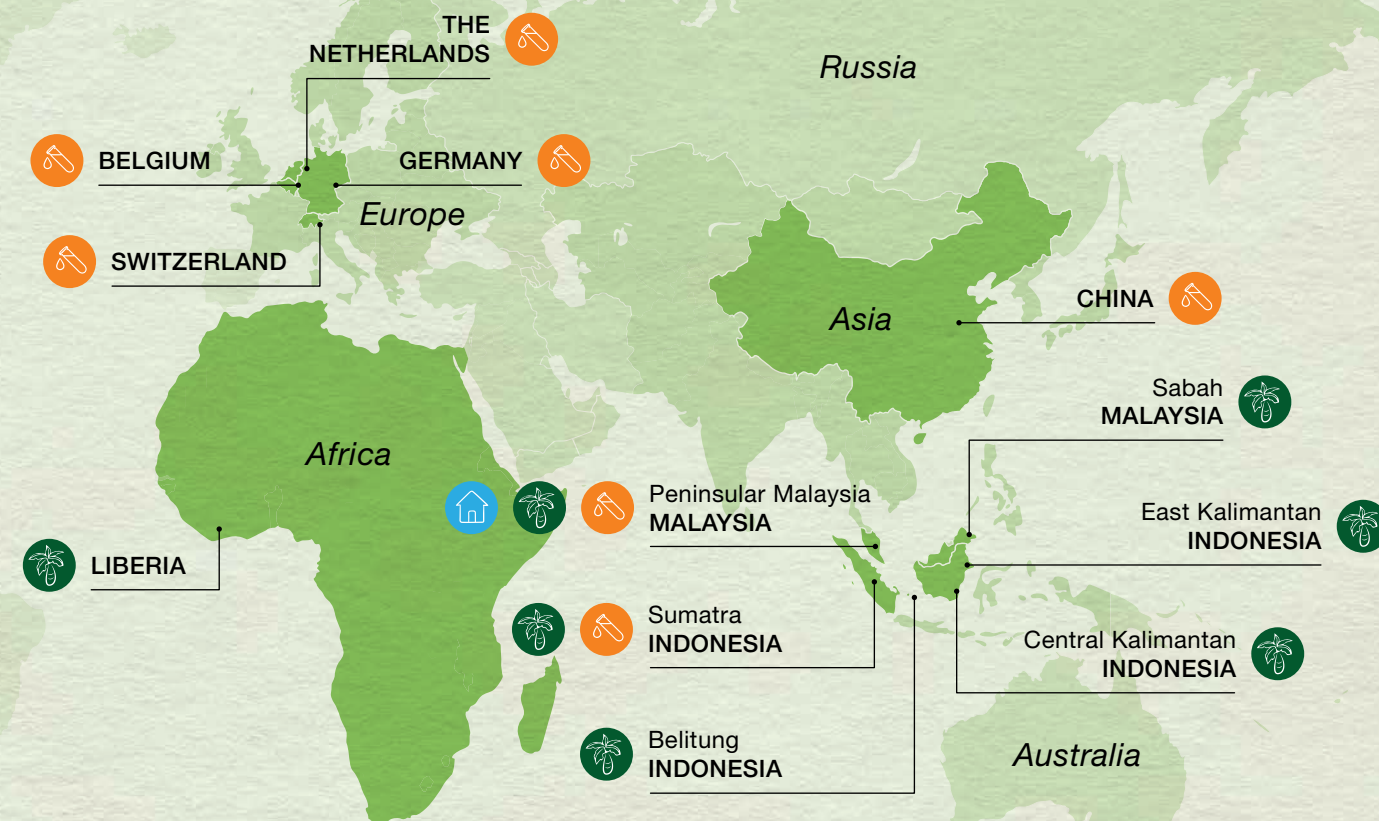 THE
NETHERLANDS
Russia
BELGIUM
GERMANY
Europe
SWITZERLAND
CHINA
Asia
Sabah
MALAYSIA
Africa
Peninsular Malaysia
MALAYSIA
East Kalimantan
INDONESIA
LIBERIA
Sumatra
INDONESIA
Central Kalimantan
INDONESIA
Belitung
INDONESIA
Australia